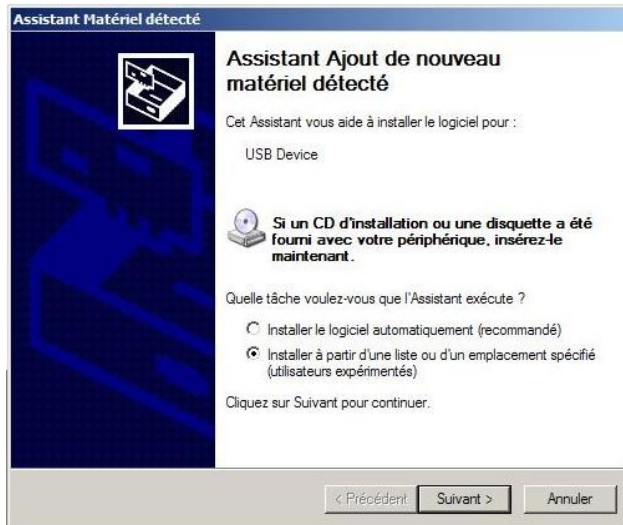 Assistant Matériel détecté
Assistant Ajout de nouveau
matériel détecté
Cet Assistant vous aide à installer le logiciel pour :
USB Device
Si un CD d'installation ou une disquette a été
fourni avec votre périphérique, insérez-le
maintenant.
Quelle tâche voulez-vous que l'Assistant exécute ?
Installer le logiciel automatiquement (recommandé)
Installer à partir d'une liste ou d'un emplacement spécifié
(utilisateurs expérimentés)
Cliquez sur Suivant pour continuer.
< Précédent Suivant > Annuler